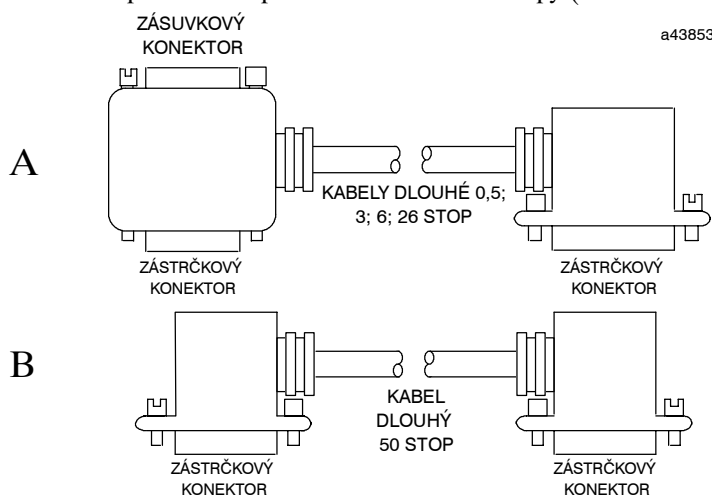 ZÁSUVKOVÝ
KONEKTOR
a43853
A
KABELY DLOUHÉ 0,5;
3; 6; 26 STOP
ZÁSTRČKOVÝ
KONEKTOR
ZÁSTRČKOVÝ
KONEKTOR
B
KABEL
DLOUHÝ
50 STOP
ZÁSTRČKOVÝ
KONEKTOR
ZÁSTRČKOVÝ
KONEKTOR